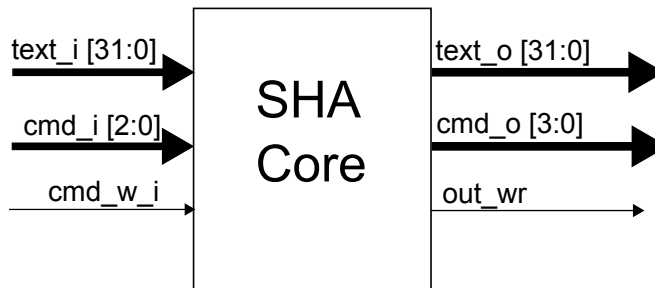 text_i [31:0]
text_o [31:0]
SHA
Core
cmd_i [2:0]
cmd_o [3:0]
cmd_w_i
out_wr